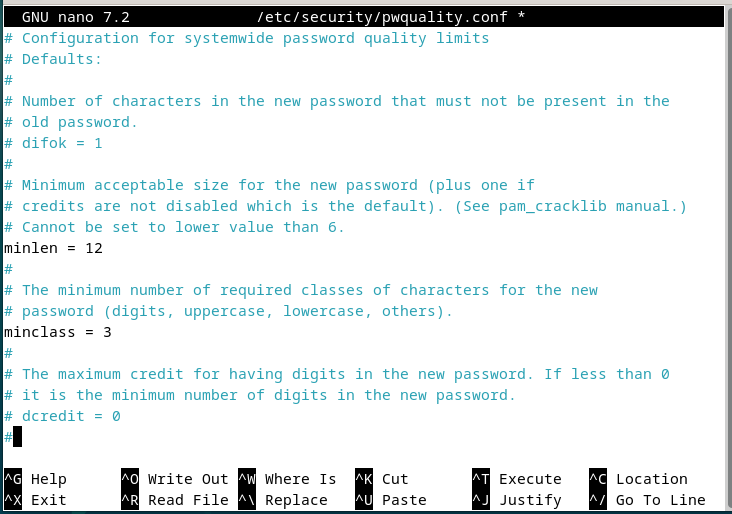 GNU nano 7.2 /etc/security/pwquality.conf *
# Configuration for systemwide password quality limits
# Defaults:
#
# Number of characters in the new password that must not be present in the
# old password.
# difok = 1
#
# Minimum acceptable size for the new password (plus one if
# credits are not disabled which is the default). (See pam_cracklib manual.)
# Cannot be set to lower value than 6.
minlen = 12
#
# The minimum number of required classes of characters for the new
# password (digits, uppercase, lowercase, others).
minclass = 3
#
# The maximum credit for having digits in the new password. If less than 0
# it is the minimum number of digits in the new password.
# dcredit = 0
#
^G Help ^O Write Out ^W Where Is ^K Cut ^T Execute ^C Location
^X Exit ^R Read File ^\ Replace ^U Paste ^J Justify ^/ Go To Line